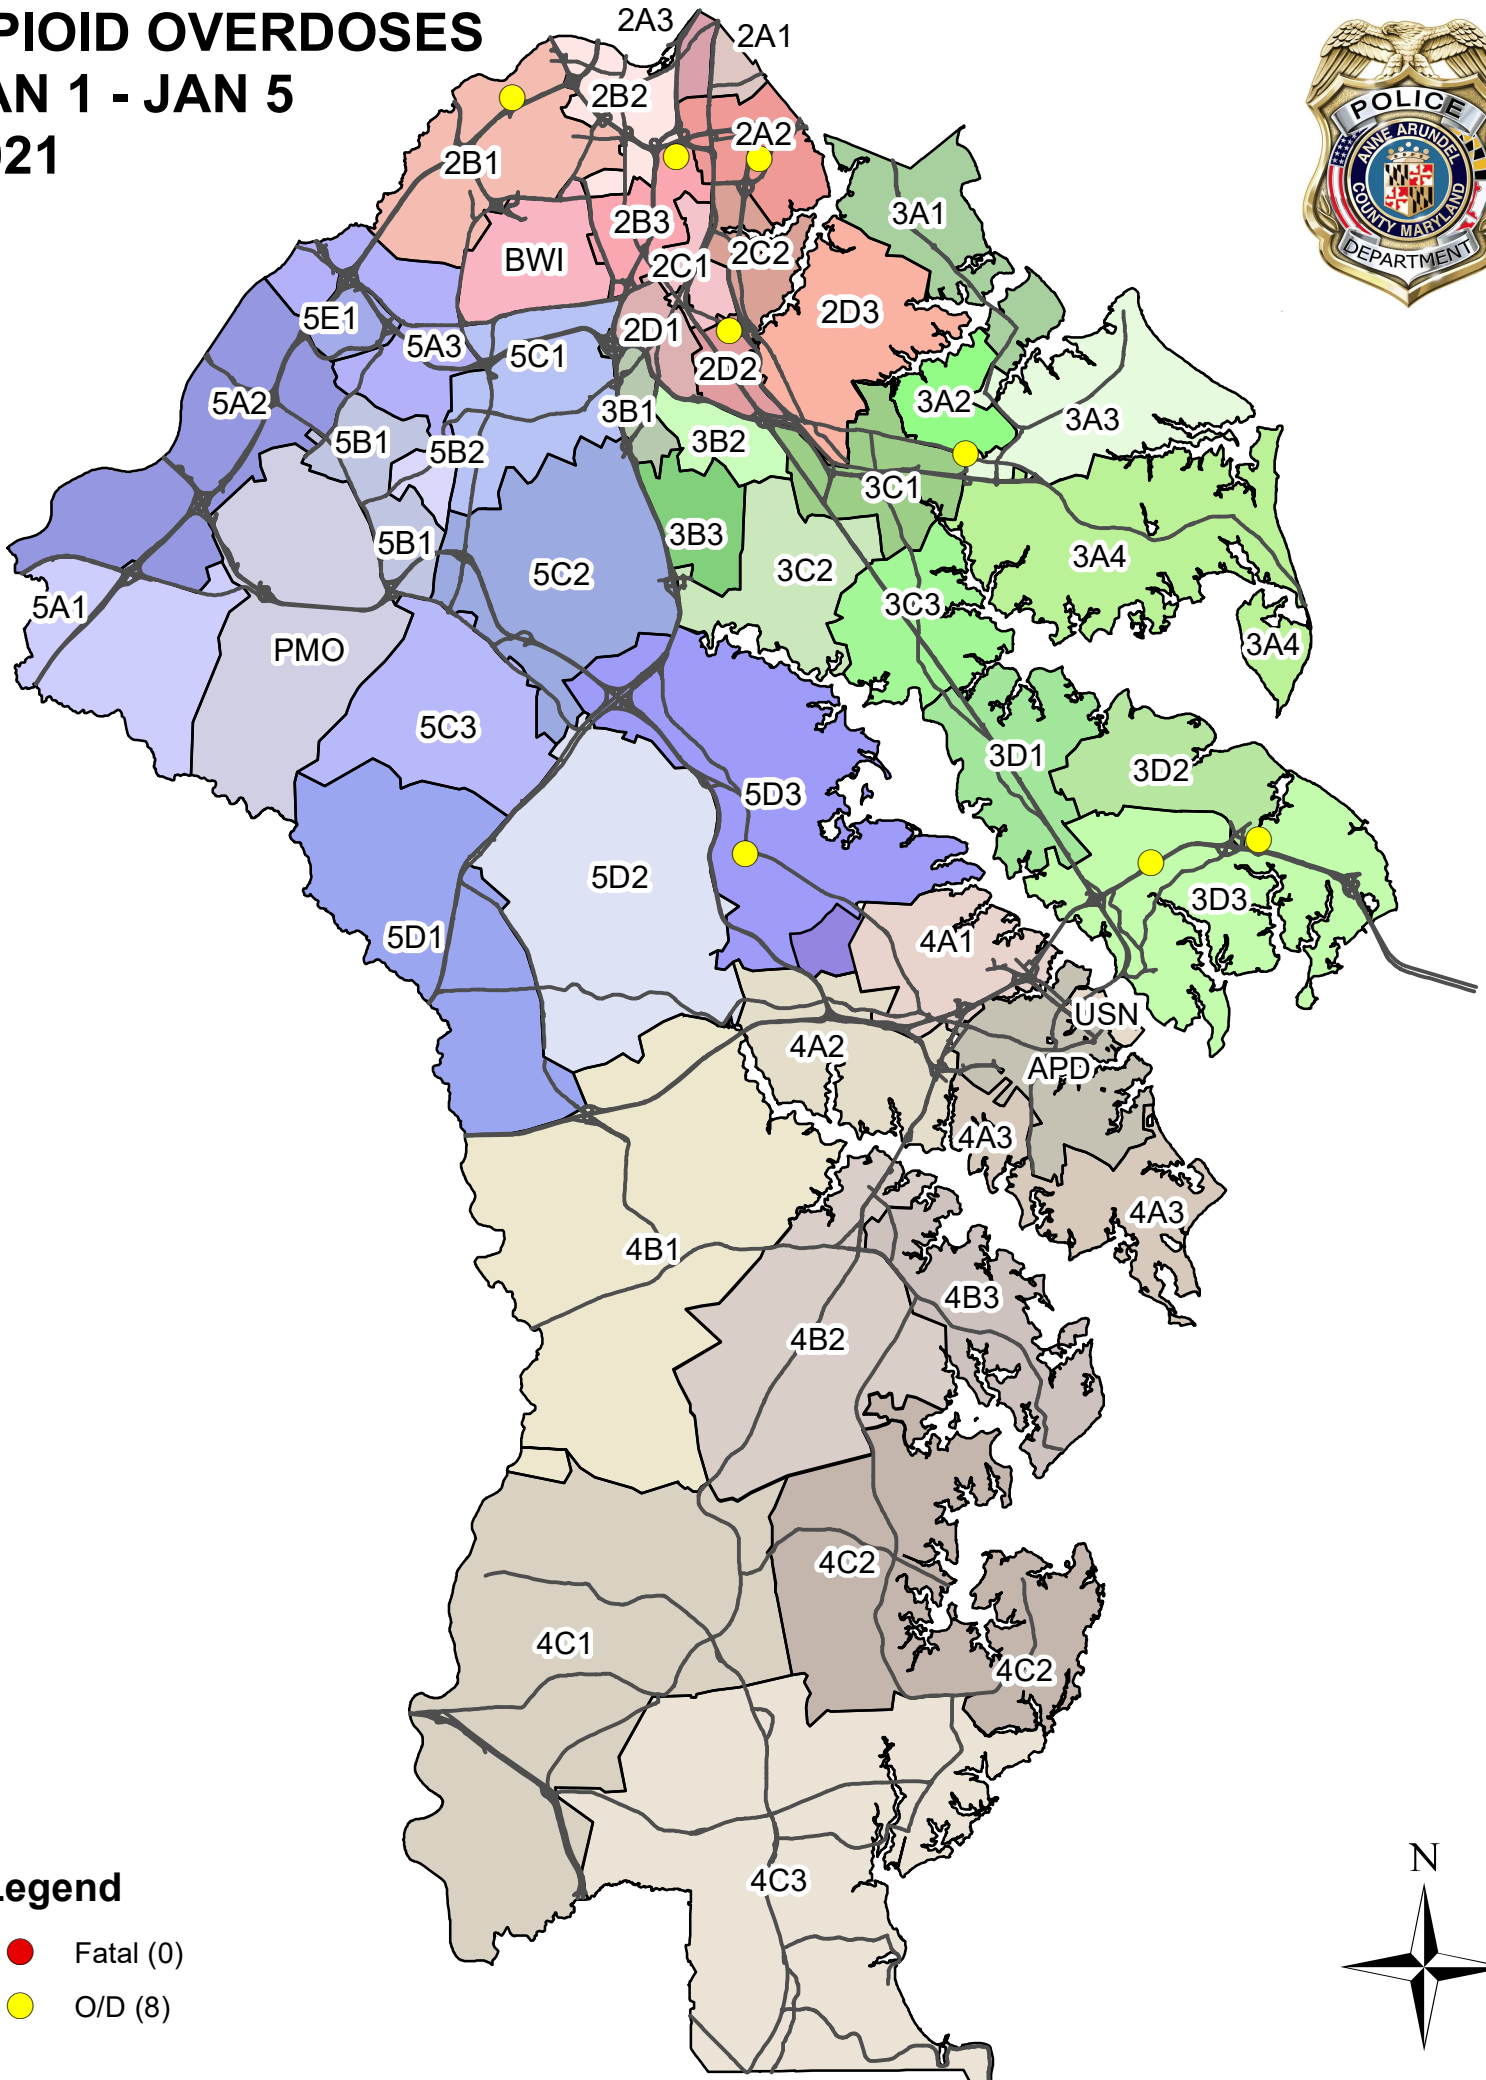 PIOID OVERDOSES
AN 1 - JAN 5
021
POLICE
ANNE ARUNDEL
COUNTY MARYLAND
DEPARTMENT
2A3
2A1
2B2
2A2
2B1
3A1
2B3
BWI
2C1
2C2
5E1
5A3
5C1
2D1
2D3
2D2
5A2
3B1
3A2
3A3
5B1
5B2
3B2
3C1
5B1
5C2
3B3
3C2
3A4
5A1
3C3
PMO
3A4
5C3
3D1
3D2
5D3
5D2
3D3
5D1
4A1
USN
4A2
APD
4A3
4A3
4B1
4B3
4B2
4C2
4C1
4C2
4C3
Legend
Fatal (0)
O/D (8)
N